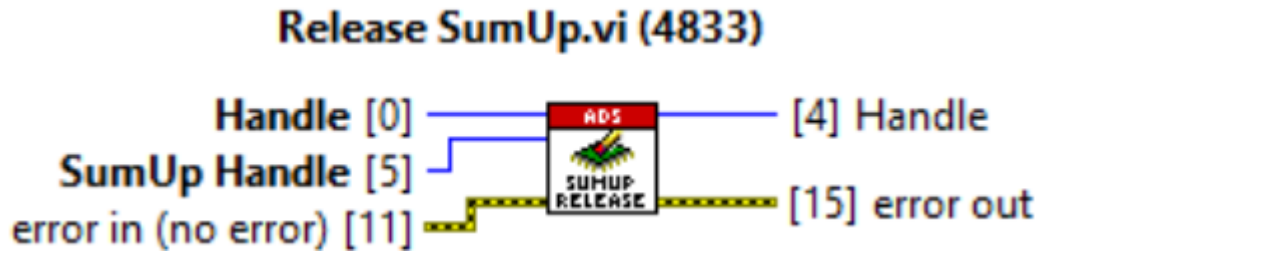 Release SumUp.vi (4833)
Handle [0]
ADS
[4] Handle
SumUp Handle [5]
SUMUP
RELEASE
error in (no error) [11]
[15] error out